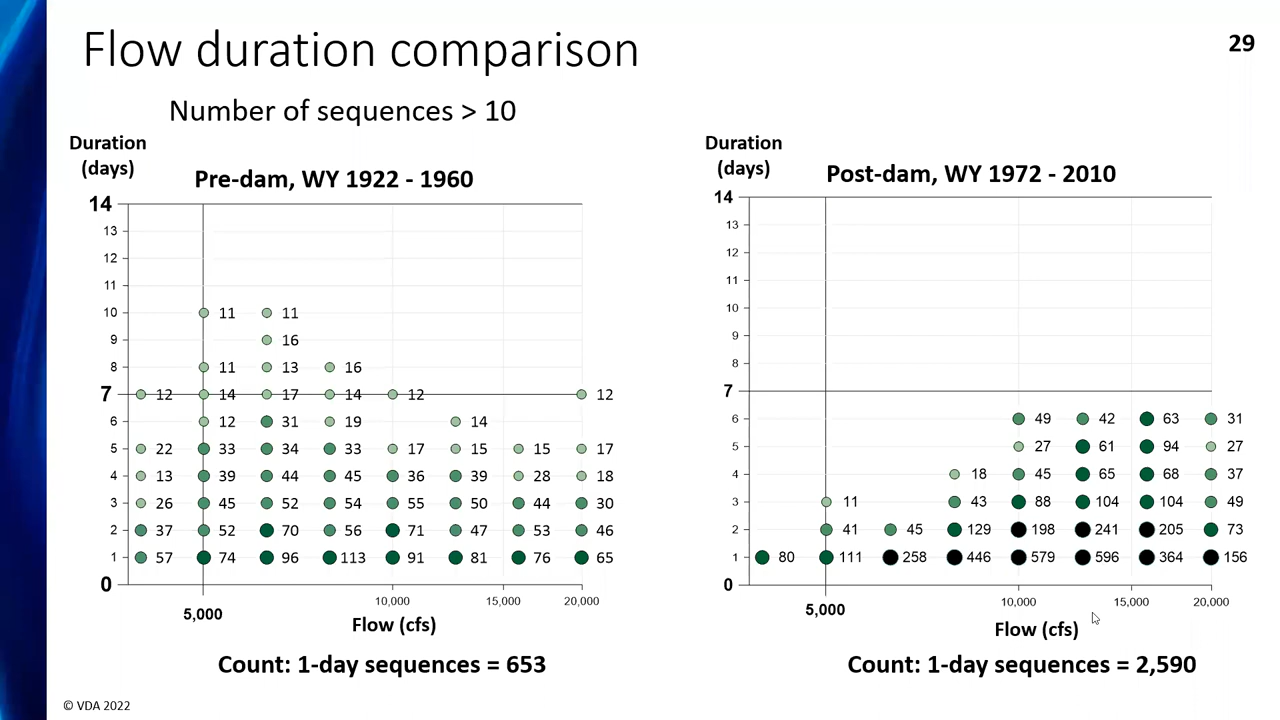 Flow duration comparison
29
Number of sequences > 10
Duration
(days)
Pre-dam, WY 1922 - 1960
14
13
12
11
10 11 11
9 16
8 11 13 16
7 12 14 17 14 12 12
6 12 31 19 14
5 22 33 34 33 17 15 15 17
4 13 39 44 45 36 39 28 18
3 26 45 52 54 55 50 44 30
2 37 52 70 56 71 47 53 46
1 57 74 96 113 91 81 76 65
0
5,000 10,000 15,000 20,000
Flow (cfs)
Count: 1-day sequences = 653
Duration
(days)
Post-dam, WY 1972 - 2010
14
13
12
11
10
9
8
7
6 49 42 63 31
5 27 61 94 27
4 18 45 65 68 37
3 11 43 88 104 104 49
2 41 45 129 198 241 205 73
1 80 111 258 446 579 596 364 156
0
5,000 10,000 15,000 20,000
Flow (cfs)
Count: 1-day sequences = 2,590
© VDA 2022